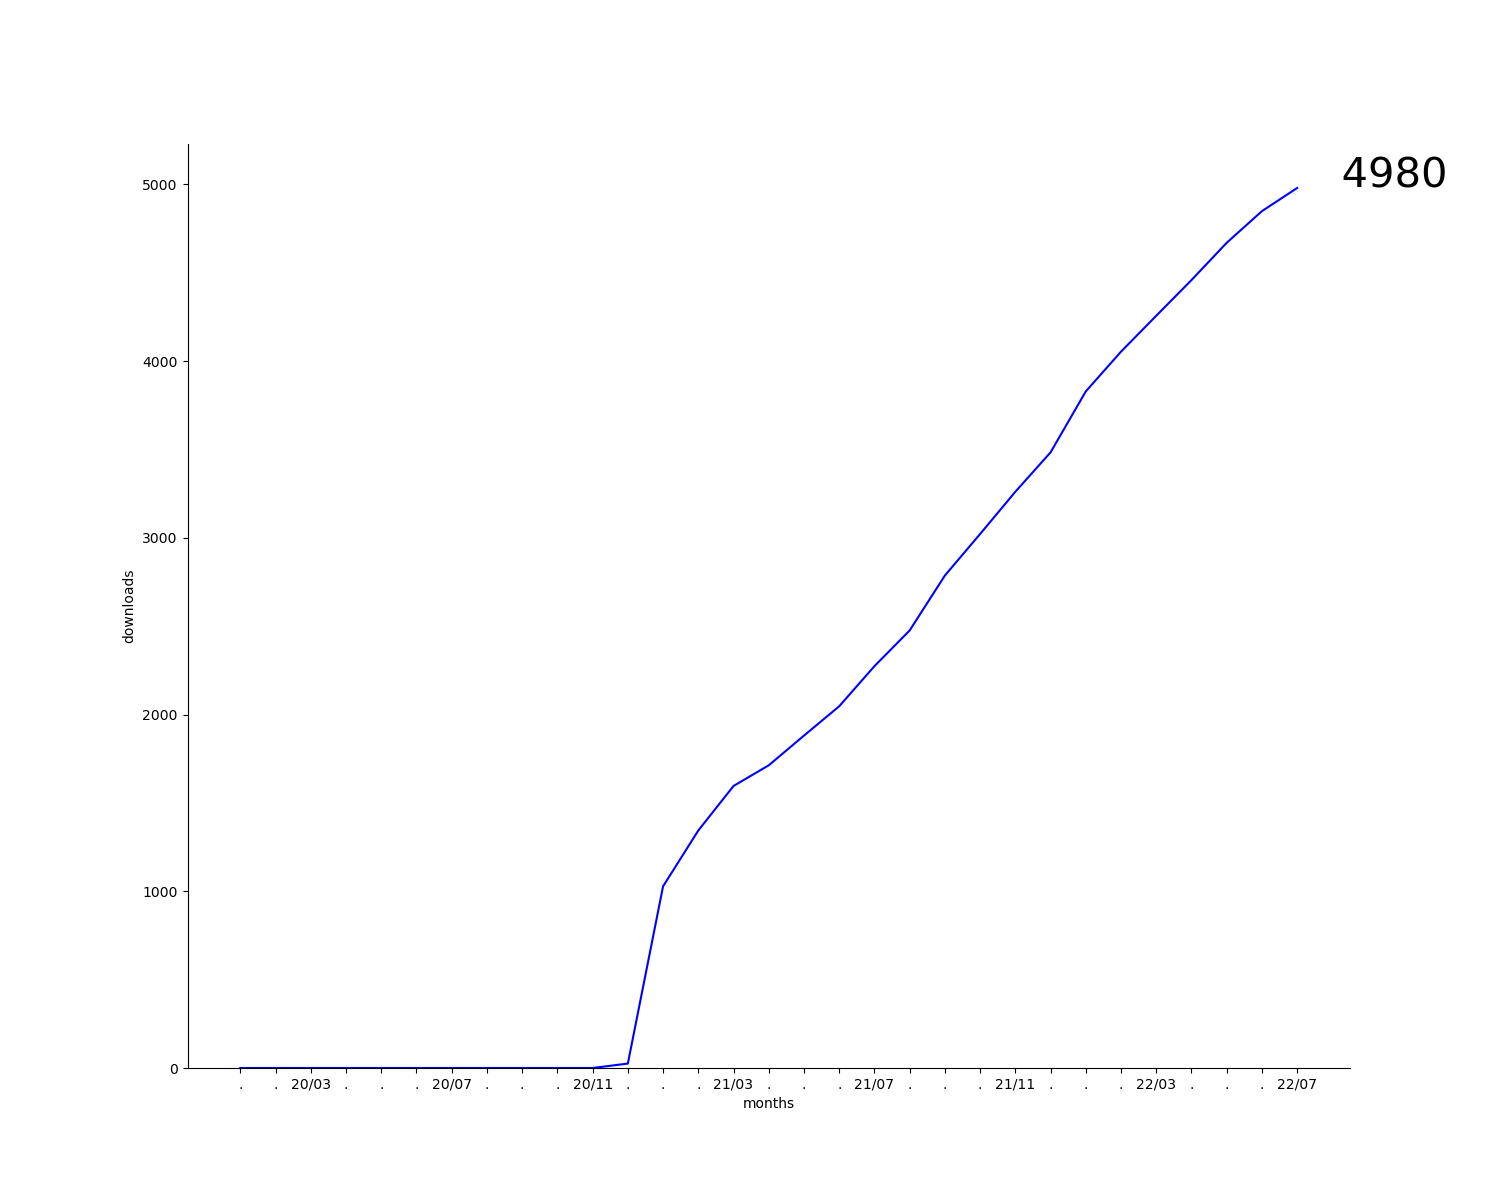 4980
5000
4000
3000
2000
1000
0
downloads
. . 20/03 . . . 20/07 . . . 20/11 . . . 21/03 . . . 21/07 . . . 21/11 . . . 22/03 . . . 22/07
months